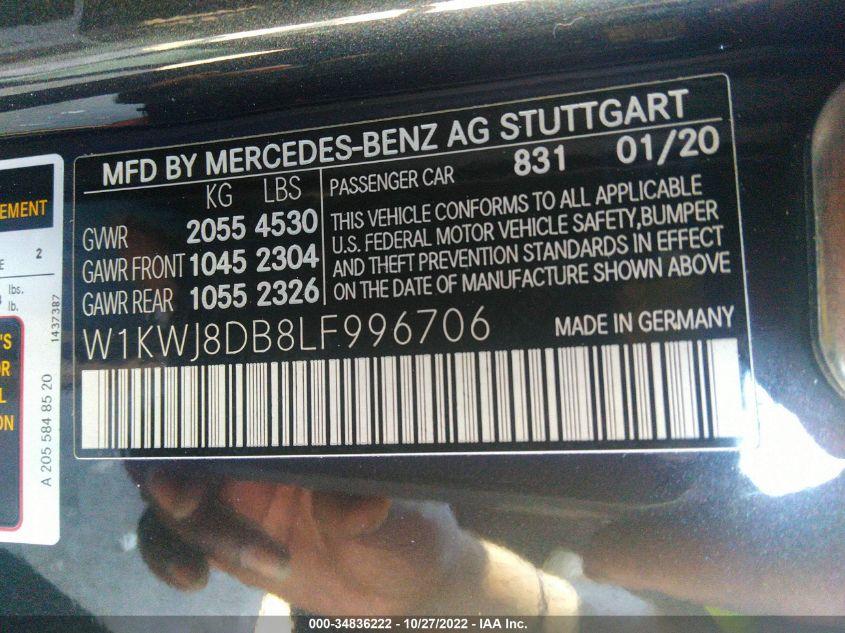 MFD BY MERCEDES-BENZ AG STUTTGART
KG LBS
GVWR 2055 4530
GAWR FRONT 1045 2304
GAWR REAR 1055 2326
PASSENGER CAR 831 01/20
THIS VEHICLE CONFORMS TO ALL APPLICABLE
U.S. FEDERAL MOTOR VEHICLE SAFETY, BUMPER
AND THEFT PREVENTION STANDARDS IN EFFECT
ON THE DATE OF MANUFACTURE SHOWN ABOVE
W1KWJ8DB8LF996706 MADE IN GERMANY
EMENT
2
lbs.
lb.
1437387
A 205 584 85 20
'S
OR
L
ON
000-34836222 - 10/27/2022 - IAA Inc.